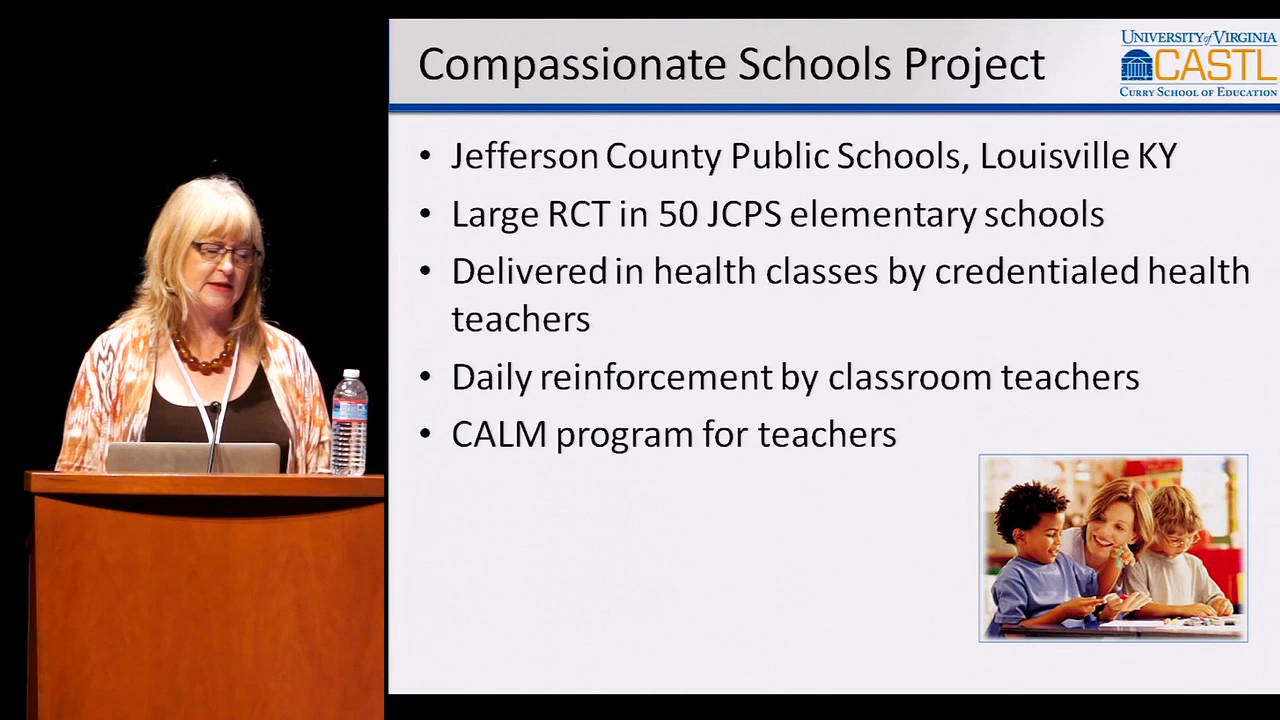 Compassionate Schools Project
UNIVERSITY of VIRGINIA
CASTL
CURRY SCHOOL OF EDUCATION
• Jefferson County Public Schools, Louisville KY
• Large RCT in 50 JCPS elementary schools
• Delivered in health classes by credentialed health
teachers
• Daily reinforcement by classroom teachers
• CALM program for teachers